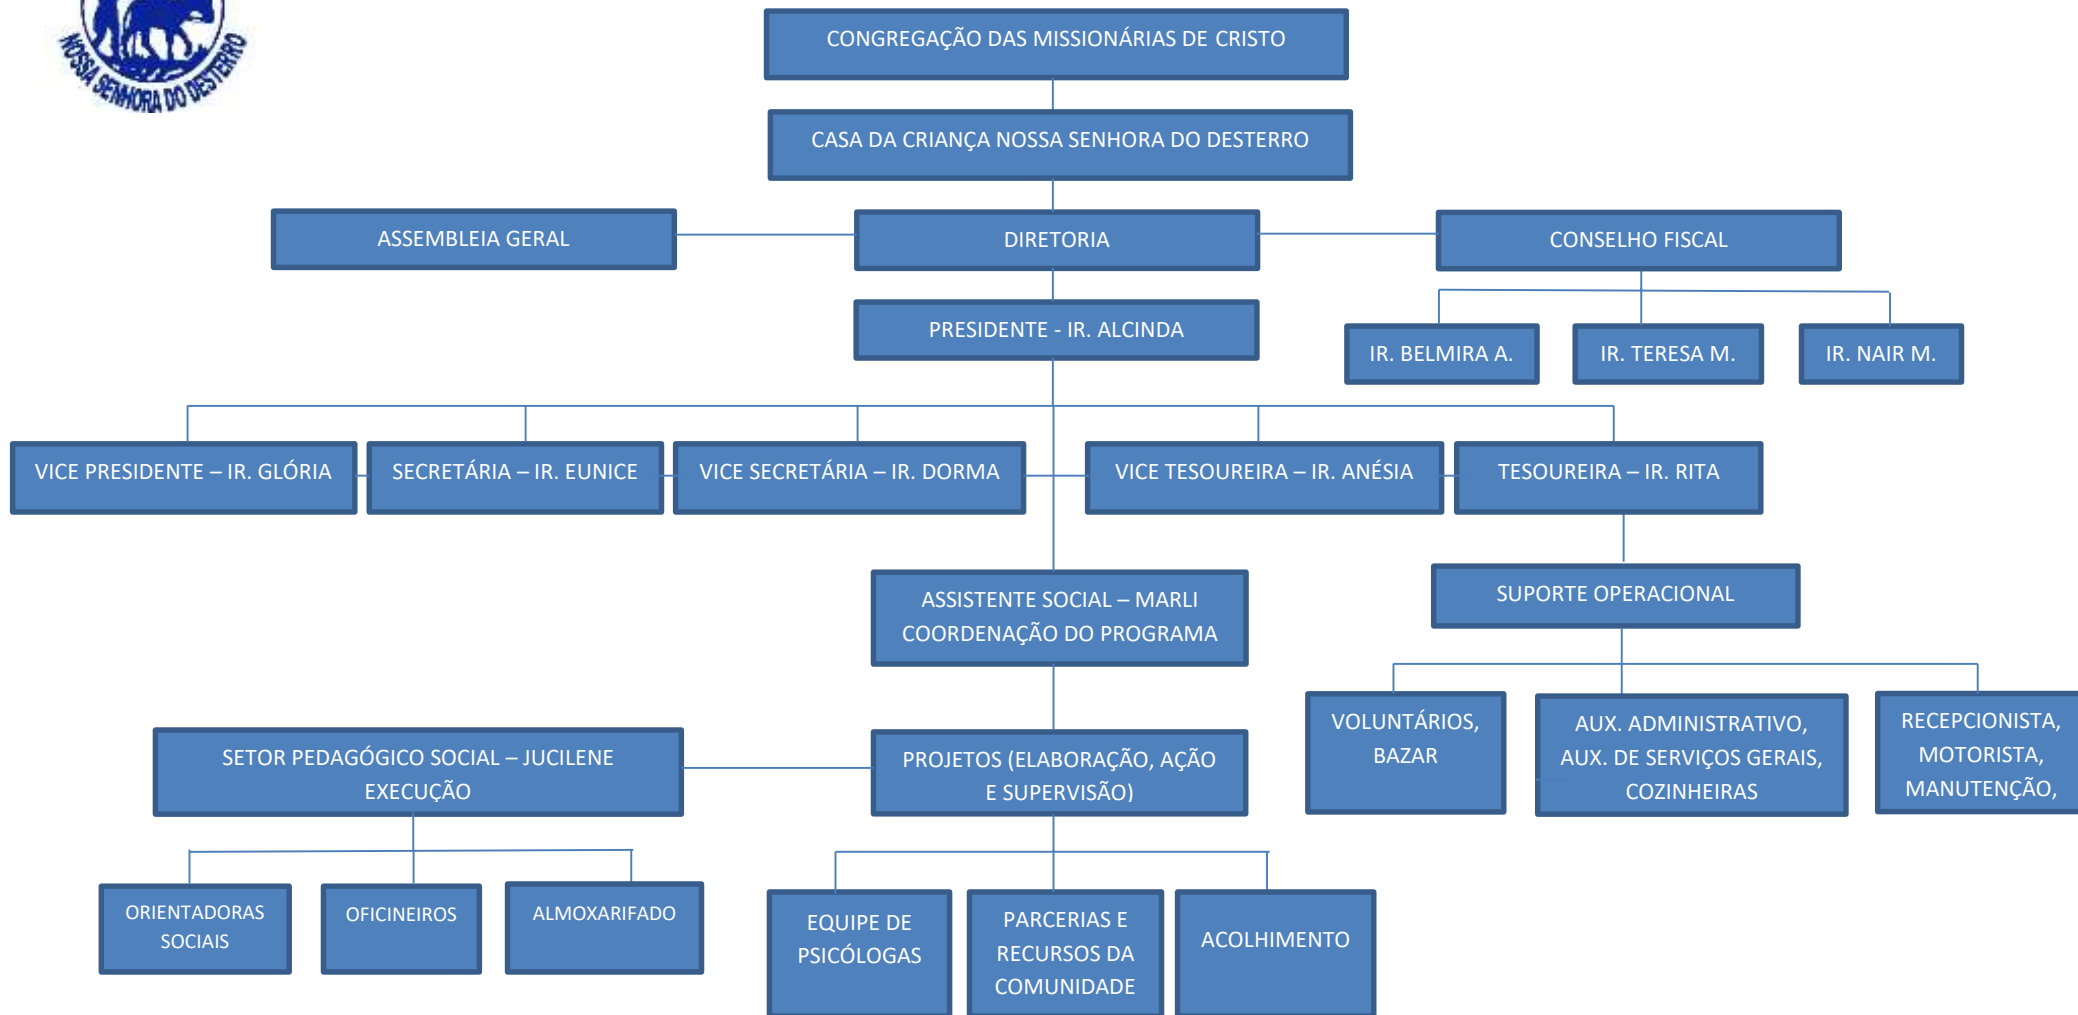 NOSSA SENHORA DO DESTERRO
CONGREGAÇÃO DAS MISSIONÁRIAS DE CRISTO
CASA DA CRIANÇA NOSSA SENHORA DO DESTERRO
ASSEMBLEIA GERAL
DIRETORIA
CONSELHO FISCAL
PRESIDENTE - IR. ALCINDA
IR. BELMIRA A.
IR. TERESA M.
IR. NAIR M.
VICE PRESIDENTE – IR. GLÓRIA
SECRETÁRIA – IR. EUNICE
VICE SECRETÁRIA – IR. DORMA
VICE TESOUREIRA – IR. ANÉSIA
TESOUREIRA – IR. RITA
ASSISTENTE SOCIAL – MARLI
COORDENAÇÃO DO PROGRAMA
SUPORTE OPERACIONAL
SETOR PEDAGÓGICO SOCIAL – JUCILENE
EXECUÇÃO
PROJETOS (ELABORAÇÃO, AÇÃO
E SUPERVISÃO)
VOLUNTÁRIOS,
BAZAR
AUX. ADMINISTRATIVO,
AUX. DE SERVIÇOS GERAIS,
COZINHEIRAS
RECEPCIONISTA,
MOTORISTA,
MANUTENÇÃO,
ORIENTADORAS
SOCIAIS
OFICINEIROS
ALMOXARIFADO
EQUIPE DE
PSICÓLOGAS
PARCERIAS E
RECURSOS DA
COMUNIDADE
ACOLHIMENTO